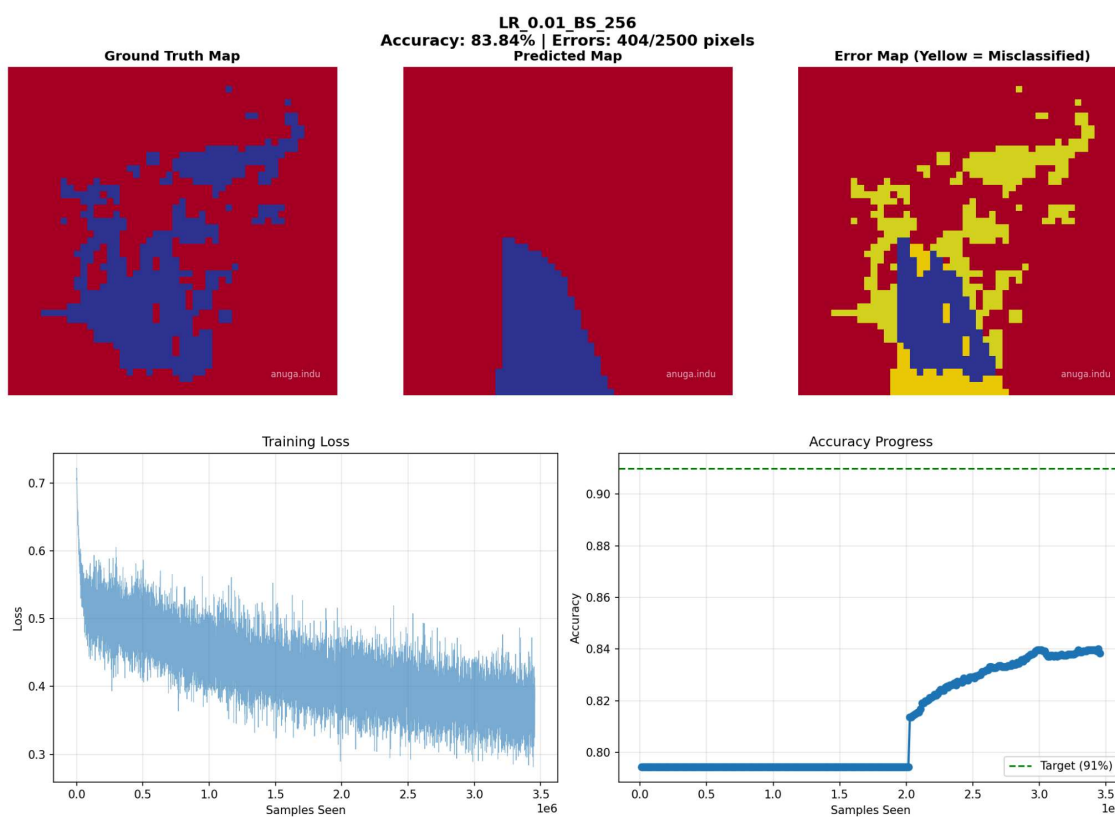 LR_0.01_BS_256
Accuracy: 83.84% | Errors: 404/2500 pixels
Ground Truth Map
Predicted Map
Error Map (Yellow = Misclassified)
anuga.indu
anuga.indu
anuga.indu
Training Loss
Loss
0.7
0.6
0.5
0.4
0.3
0.0 0.5 1.0 1.5 2.0 2.5 3.0 3.5
1e6
Samples Seen
Accuracy Progress
Accuracy
0.90
0.88
0.86
0.84
0.82
0.80
Target (91%)
0.0 0.5 1.0 1.5 2.0 2.5 3.0 3.5
Samples Seen